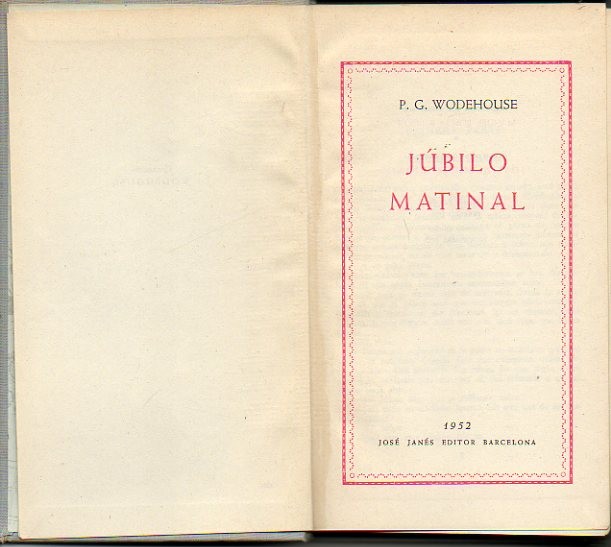 P. G. WODEHOUSE
JÚBILO
MATINAL
1952
JOSÉ JANÉS EDITOR BARCELONA